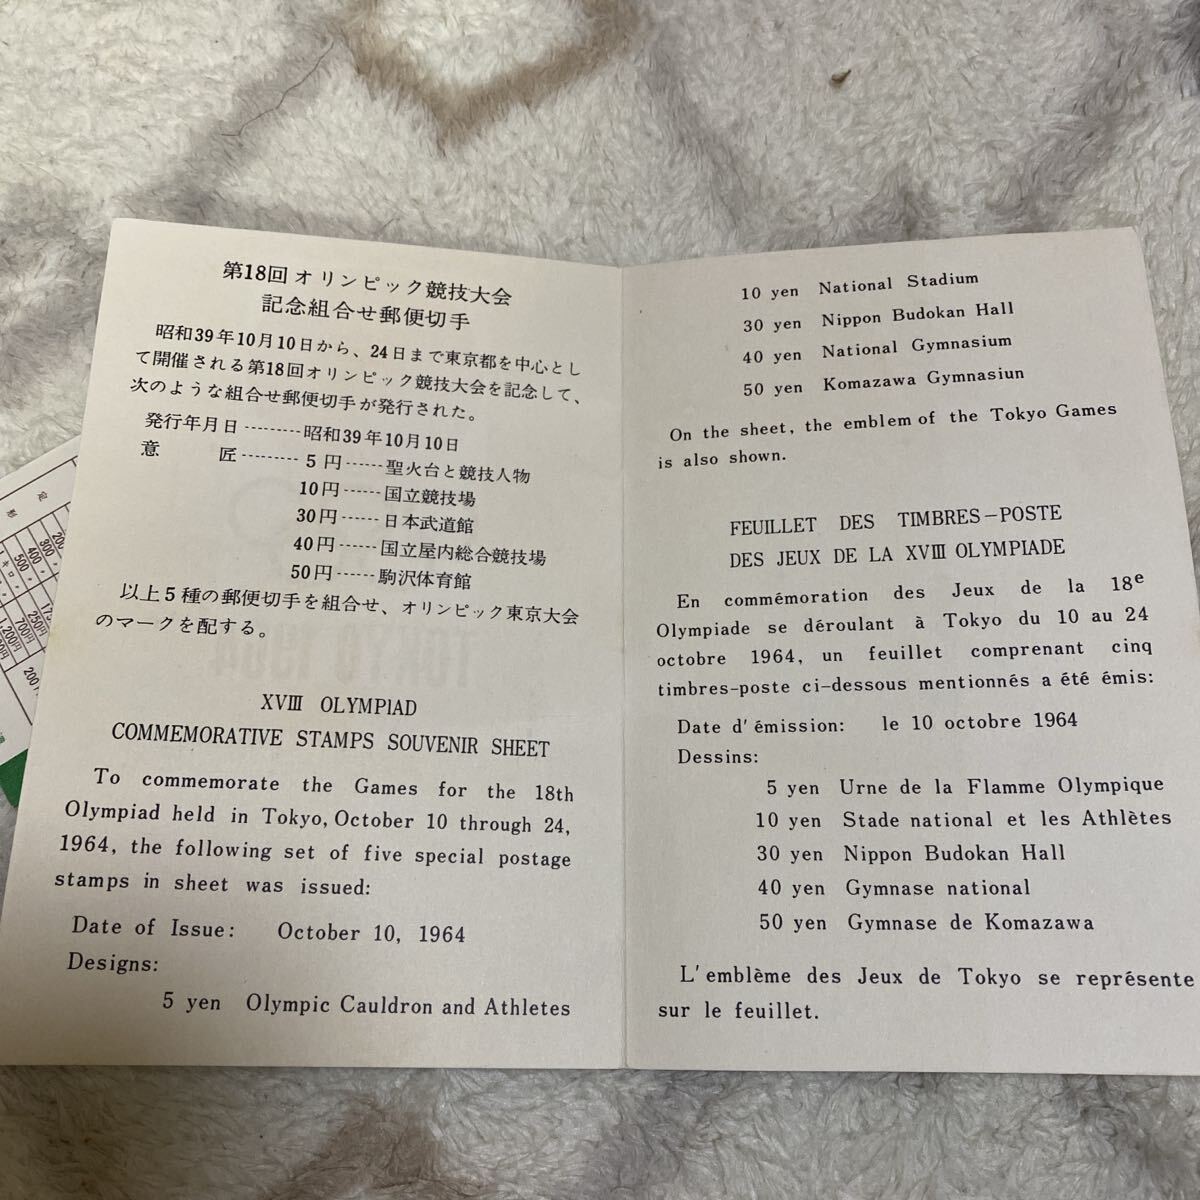 第18回オリンピック競技大会
記念組合せ郵便切手
昭和39年10月10日から、24日まで東京都を中心とし
て開催される第18回オリンピック競技大会を記念して、
次のような組合せ郵便切手が発行された。
発行年月日---------昭和39年10月10日
意　　匠---------5円------聖火台と競技人物
10円------国立競技場
30円------日本武道館
40円------国立屋内総合競技場
50円------駒沢体育館
以上5種の郵便切手を組合せ、オリンピック東京大会
のマークを配する。
XVIII OLYMPIAD
COMMEMORATIVE STAMPS SOUVENIR SHEET
To commemorate the Games for the 18th
Olympiad held in Tokyo, October 10 through 24,
1964, the following set of five special postage
stamps in sheet was issued:
Date of Issue: October 10, 1964
Designs:
5 yen Olympic Cauldron and Athletes
10 yen National Stadium
30 yen Nippon Budokan Hall
40 yen National Gymnasium
50 yen Komazawa Gymnasiun
On the sheet, the emblem of the Tokyo Games
is also shown.
FEUILLET DES TIMBRES-POSTE
DES JEUX DE LA XVIII OLYMPIADE
En commémoration des Jeux de la 18e
Olympiade se déroulant à Tokyo du 10 au 24
octobre 1964, un feuillet comprenant cinq
timbres-poste ci-dessous mentionnés a été émis:
Date d'émission: le 10 octobre 1964
Dessins:
5 yen Urne de la Flamme Olympique
10 yen Stade national et les Athlètes
30 yen Nippon Budokan Hall
40 yen Gymnase national
50 yen Gymnase de Komazawa
L'emblème des Jeux de Tokyo se représente
sur le feuillet.